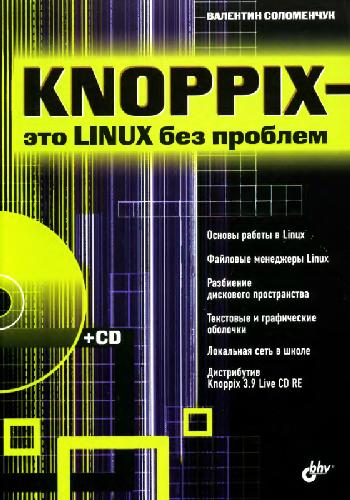 ВАЛЕНТИН СОЛОМЕНЧУК
KNOPPIX–
это LINUX без проблем
Основы работы в Linux
Файловые менеджеры Linux
Разбиение
дискового пространства
Текстовые и графические
оболочки
Локальная сеть в школе
Дистрибутив
Knoppix 3.9 Live CD RE
+CD
bhv